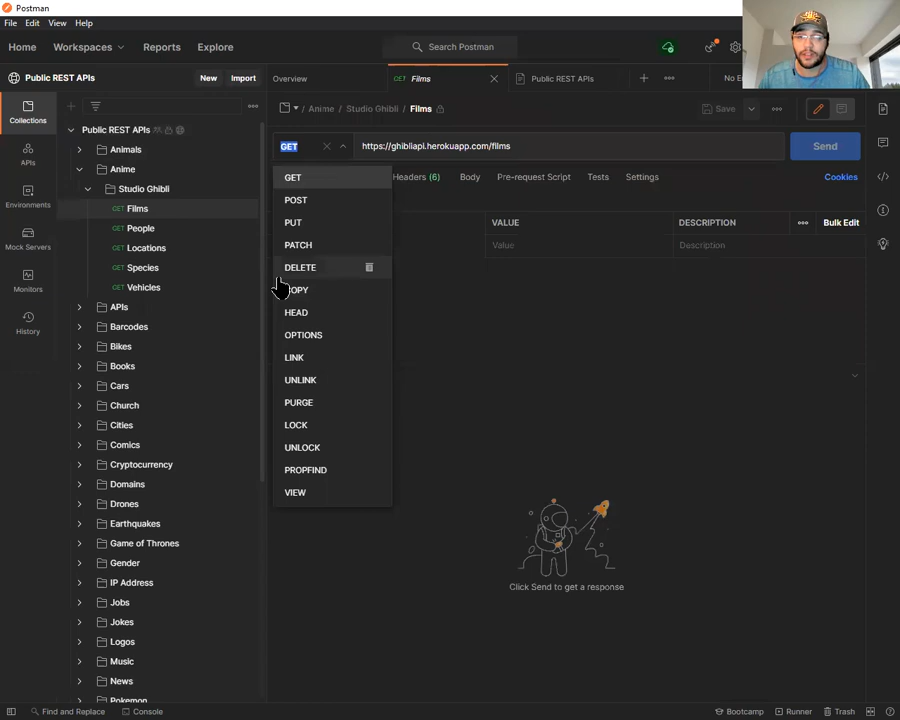 Postman
File Edit View Help
Home Workspaces Reports Explore Search Postman
Public REST APIs New Import Overview GET Films Public REST APIs No E
Collections
APIs
Environments
Mock Servers
Monitors
History
Public REST APIs
Animals
Anime
Studio Ghibli
GET Films
GET People
GET Locations
GET Species
GET Vehicles
APIs
Barcodes
Bikes
Books
Cars
Church
Cities
Comics
Cryptocurrency
Domains
Drones
Earthquakes
Game of Thrones
Gender
IP Address
Jobs
Jokes
Logos
Music
News
Pokemon
/ Anime / Studio Ghibli / Films Save
GET https://ghibliapi.herokuapp.com/films Send
Headers (6) Body Pre-request Script Tests Settings Cookies
VALUE DESCRIPTION Bulk Edit
Value Description
GET
POST
PUT
PATCH
DELETE
COPY
HEAD
OPTIONS
LINK
UNLINK
PURGE
LOCK
UNLOCK
PROPFIND
VIEW
Click Send to get a response
Find and Replace Console Bootcamp Runner Trash